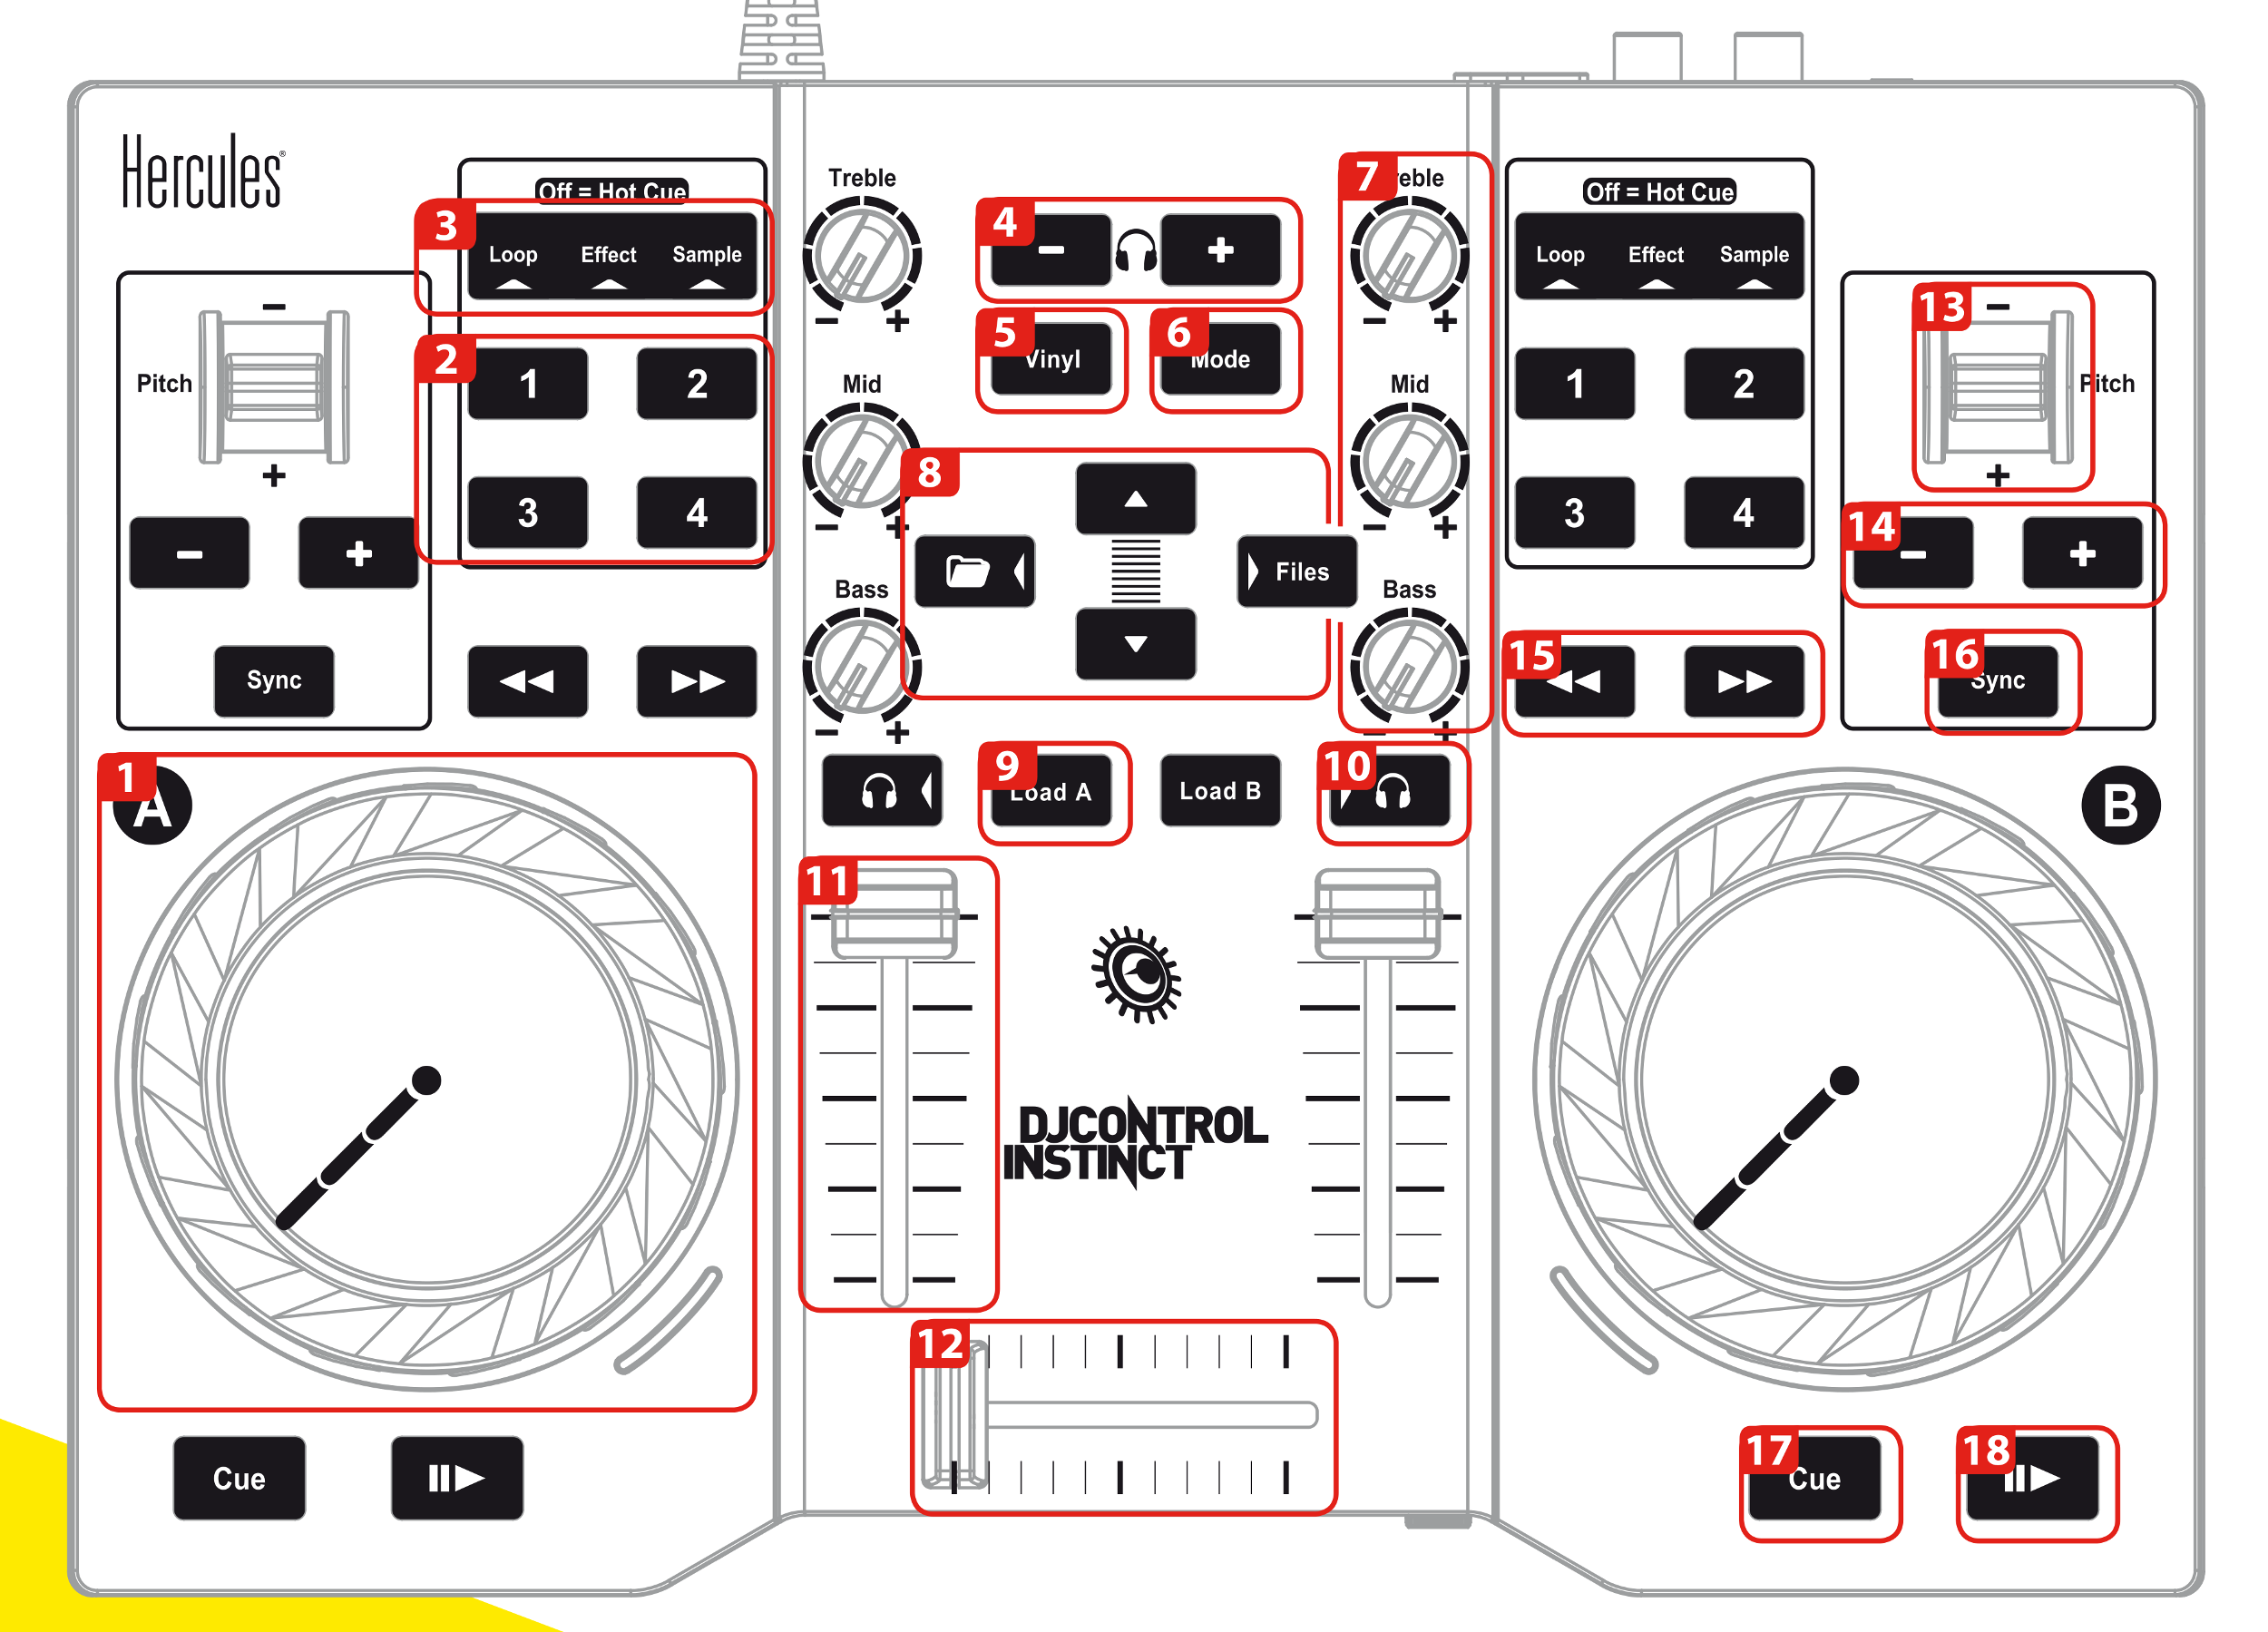 Hercules®
Off = Hot Cue
3
Loop Effect Sample
2
1 2
3 4
−
Pitch
+
− +
Sync
1
A
Cue
Treble
− +
Mid
− +
Bass
− +
4
− +
5
Vinyl
6
Mode
8
Files
7
Treble
− +
Mid
− +
Bass
− +
9
Load A
Load B
10
11
DJCONTROL
INSTINCT
12
Off = Hot Cue
Loop Effect Sample
1 2
3 4
13
−
Pitch
+
14
− +
15
16
Sync
B
17
Cue
18